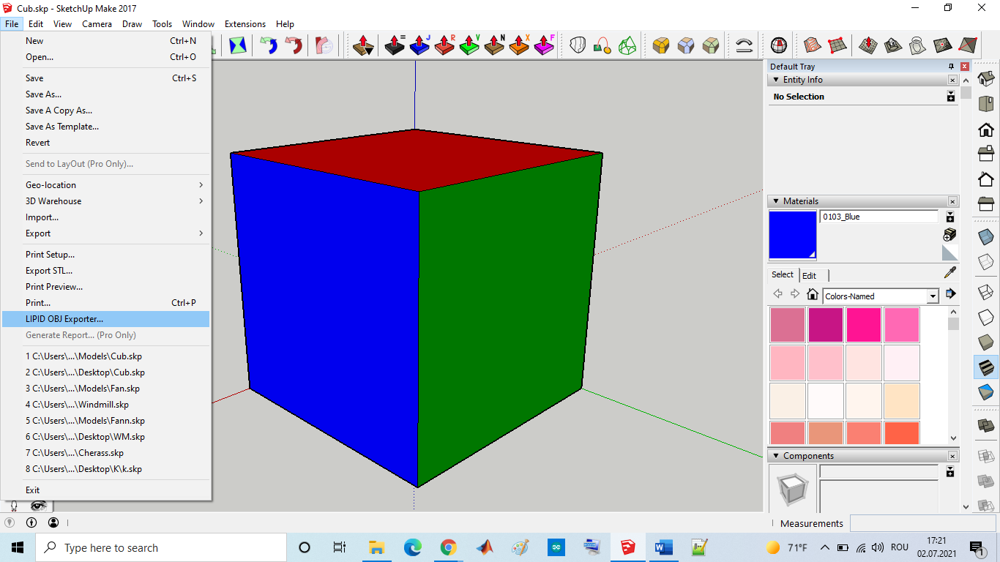 Cub.skp - SketchUp Make 2017
File Edit View Camera Draw Tools Window Extensions Help
New Ctrl+N
Open... Ctrl+O
Save Ctrl+S
Save As...
Save A Copy As...
Save As Template...
Revert
Send to LayOut (Pro Only)...
Geo-location
3D Warehouse
Import...
Export
Print Setup...
Export STL...
Print Preview...
Print... Ctrl+P
LIPID OBJ Exporter...
Generate Report... (Pro Only)
1 C:\Users\...\Models\Cub.skp
2 C:\Users\...\Desktop\Cub.skp
3 C:\Users\...\Models\Fan.skp
4 C:\Users\...\Windmill.skp
5 C:\Users\...\Models\Fann.skp
6 C:\Users\...\Desktop\WM.skp
7 C:\Users\...\Cherass.skp
8 C:\Users\...\Desktop\K\k.skp
Exit
= J R V N X F
Default Tray
Entity Info
No Selection
Materials
0103_Blue
Select Edit
Colors-Named
Components
Measurements
Type here to search
71°F ROU 17:21
02.07.2021
1